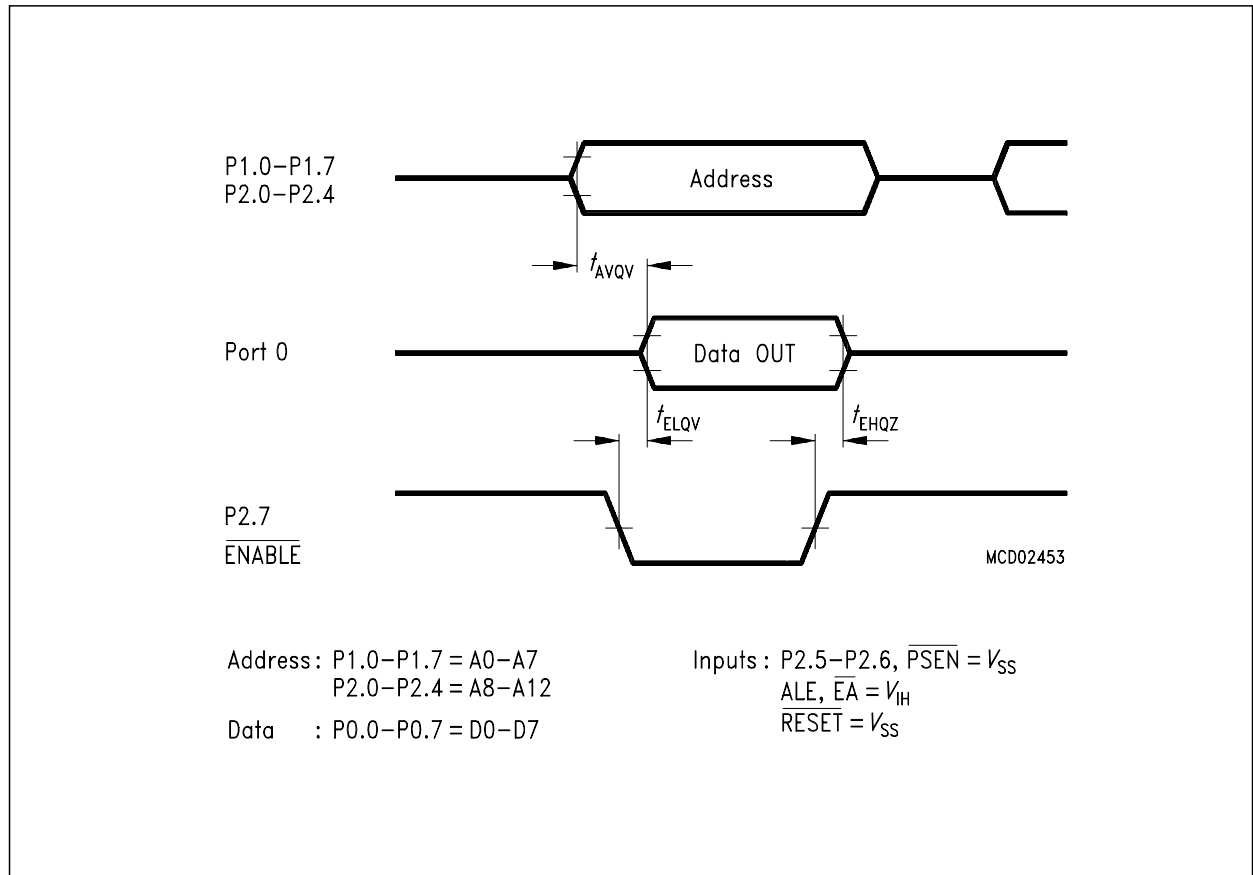 P1.0–P1.7
P2.0–P2.4
Address
tAVQV
Port 0
Data OUT
tELQV
tEHQZ
P2.7
ENABLE
MCD02453
Address : P1.0–P1.7 = A0–A7
P2.0–P2.4 = A8–A12
Data : P0.0–P0.7 = D0–D7
Inputs : P2.5–P2.6, PSEN = VSS
ALE, EA = VIH
RESET = VSS